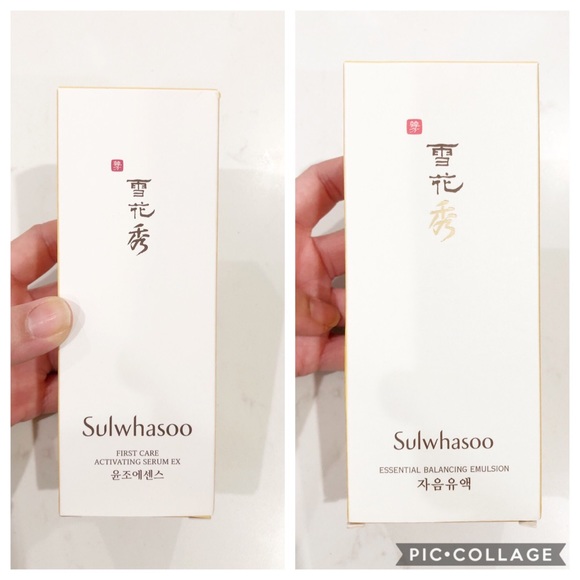 雪
花
秀
Sulwhasoo
FIRST CARE
ACTIVATING SERUM EX
윤조에센스
雪
花
秀
Sulwhasoo
ESSENTIAL BALANCING EMULSION
자음유액
PIC•COLLAGE